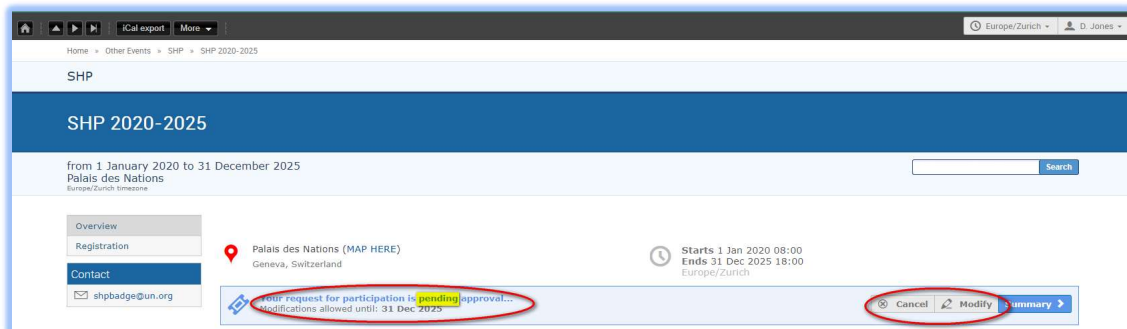 iCal export More
Europe/Zurich D. Jones
Home » Other Events » SHP » SHP 2020-2025
SHP
SHP 2020-2025
from 1 January 2020 to 31 December 2025
Palais des Nations
Europe/Zurich timezone
Search
Overview
Registration
Contact
shpbadge@un.org
Palais des Nations (MAP HERE)
Geneva, Switzerland
Starts 1 Jan 2020 08:00
Ends 31 Dec 2025 18:00
Europe/Zurich
Your request for participation is pending approval...
Modifications allowed until: 31 Dec 2025
Cancel Modify Summary